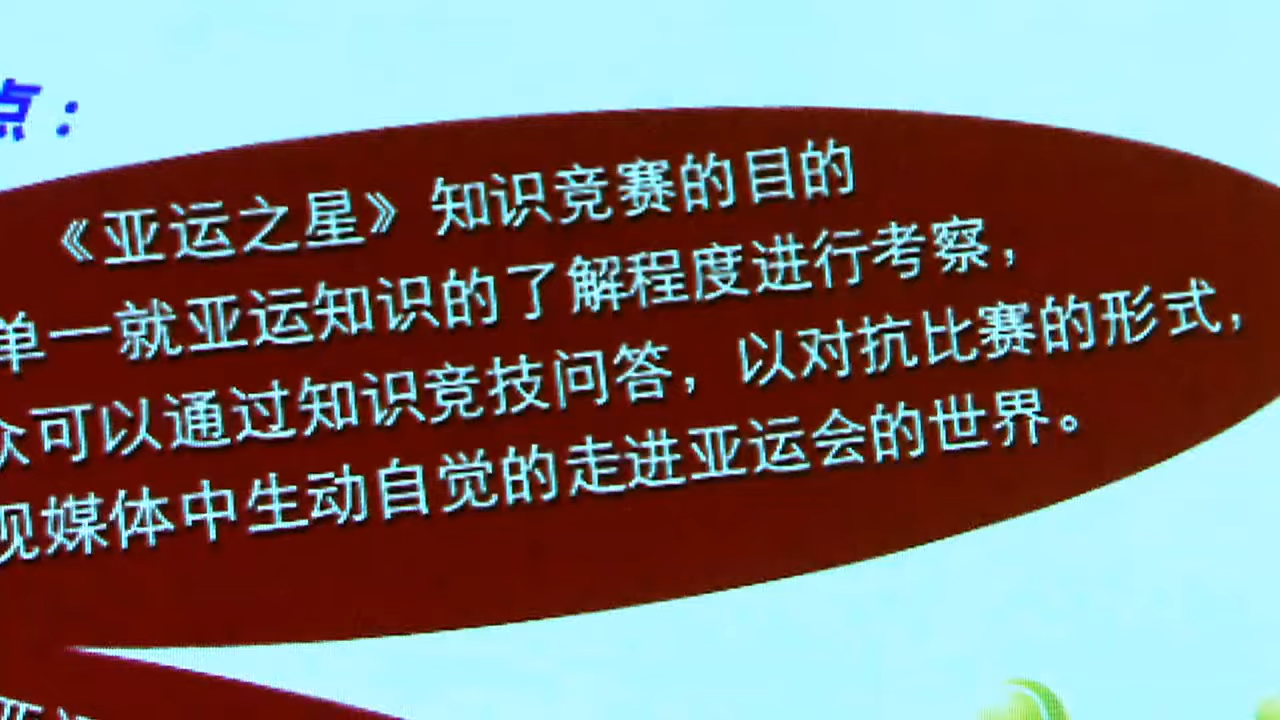 点：
《亚运之星》知识竞赛的目的
单一就亚运知识的了解程度进行考察，
众可以通过知识竞技问答，以对抗比赛的形式，
视媒体中生动自觉的走进亚运会的世界。
亚运